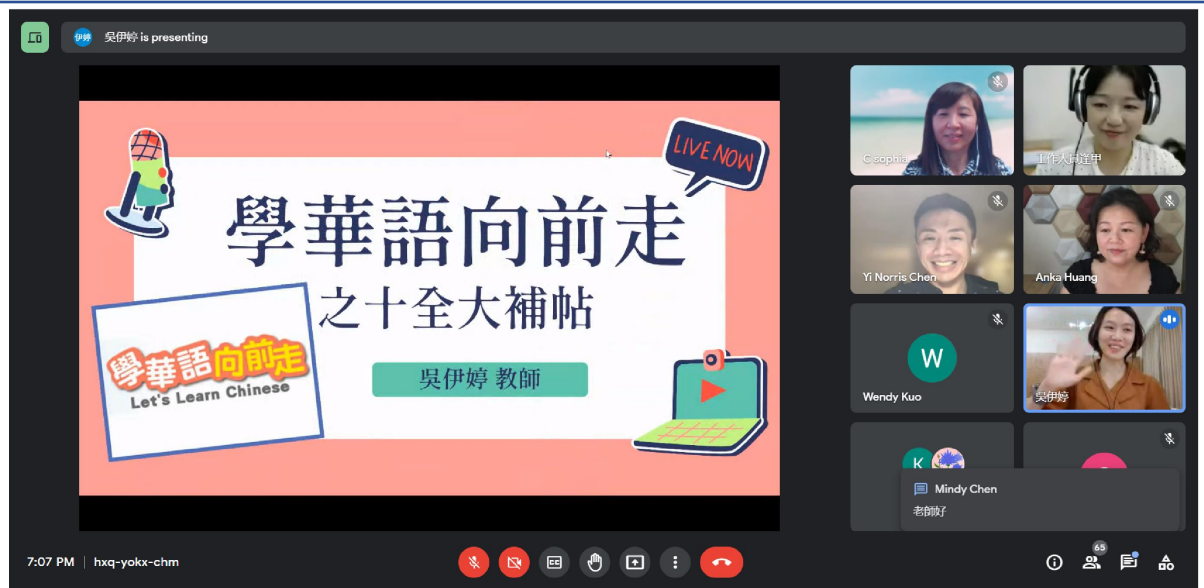 伊婷 吳伊婷 is presenting
LIVE NOW
學華語向前走
之十全大補帖
吳伊婷 教師
學華語向前走
Let's Learn Chinese
C sophia
工作人員逢甲
Yi Norris Chen
Anka Huang
W
Wendy Kuo
吳伊婷
K
Mindy Chen
老師好
7:07 PM | hxq-yokx-chm
CC
65